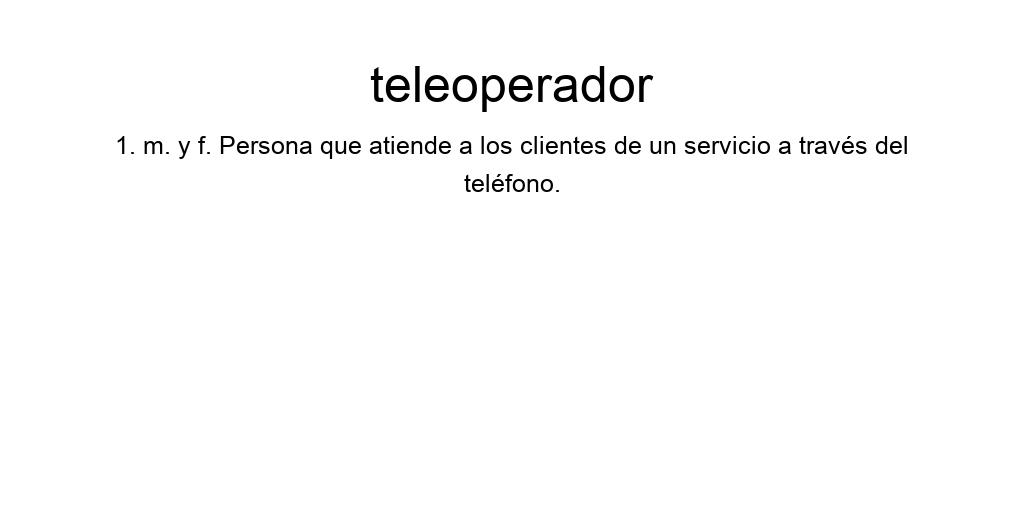 teleoperador
1. m. y f. Persona que atiende a los clientes de un servicio a través del
teléfono.